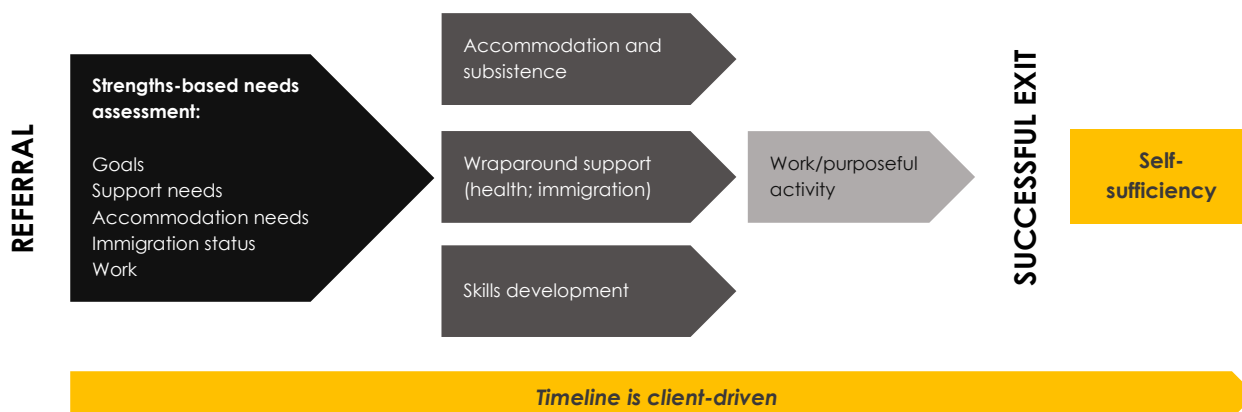 REFERRAL
Strengths-based needs
assessment:
Goals
Support needs
Accommodation needs
Immigration status
Work
Accommodation and
subsistence
Wraparound support
(health; immigration)
Skills development
Work/purposeful
activity
SUCCESSFUL EXIT
Self-
sufficiency
Timeline is client-driven